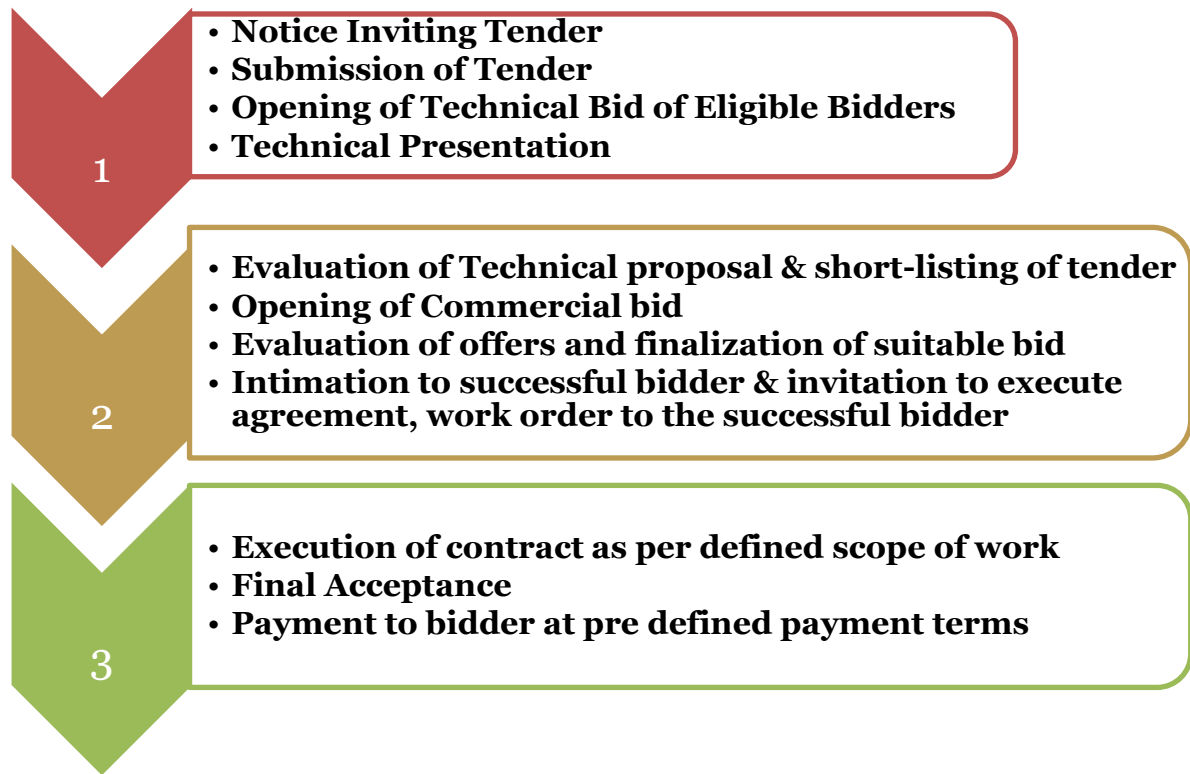 1
• Notice Inviting Tender
• Submission of Tender
• Opening of Technical Bid of Eligible Bidders
• Technical Presentation
2
• Evaluation of Technical proposal & short-listing of tender
• Opening of Commercial bid
• Evaluation of offers and finalization of suitable bid
• Intimation to successful bidder & invitation to execute
agreement, work order to the successful bidder
3
• Execution of contract as per defined scope of work
• Final Acceptance
• Payment to bidder at pre defined payment terms